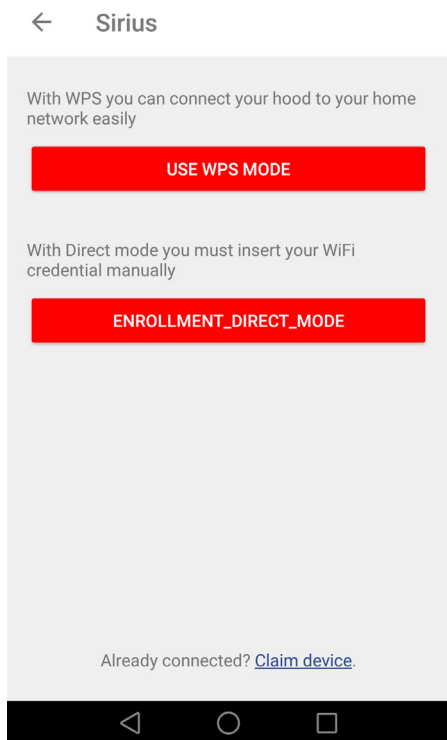 Sirius
With WPS you can connect your hood to your home
network easily
USE WPS MODE
With Direct mode you must insert your WiFi
credential manually
ENROLLMENT_DIRECT_MODE
Already connected? Claim device.